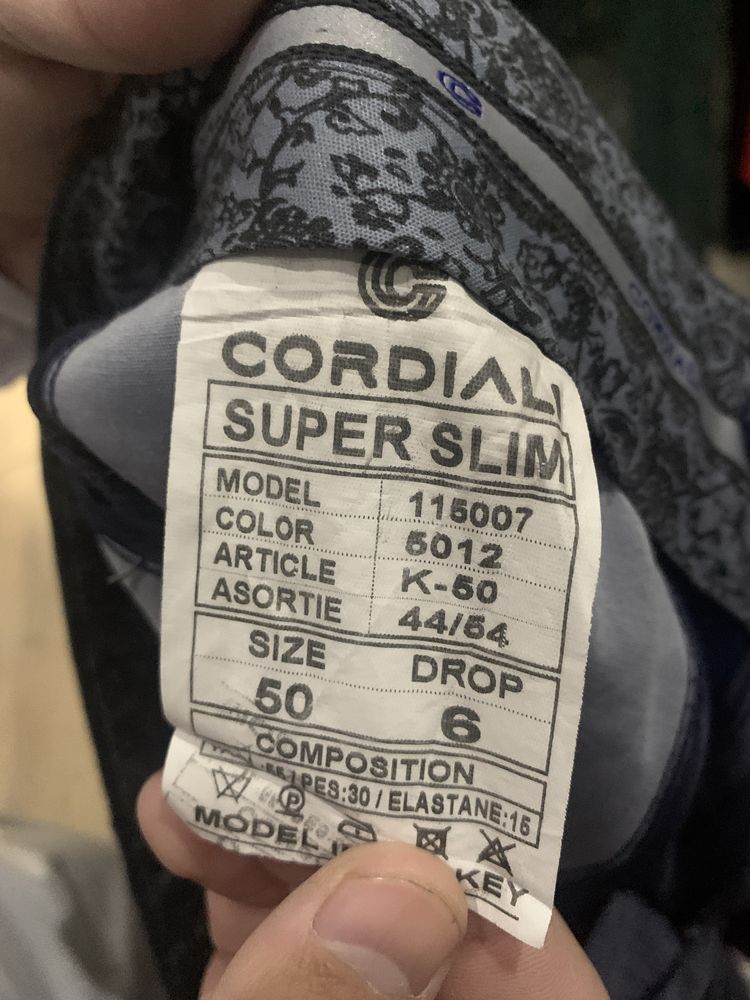 CORDIALI
SUPER SLIM
MODEL 115007
COLOR 5012
ARTICLE K-50
ASORTIE 44/54
SIZE DROP
50 6
COMPOSITION
55 / PES:30 / ELASTANE:15
P
MODEL KEY